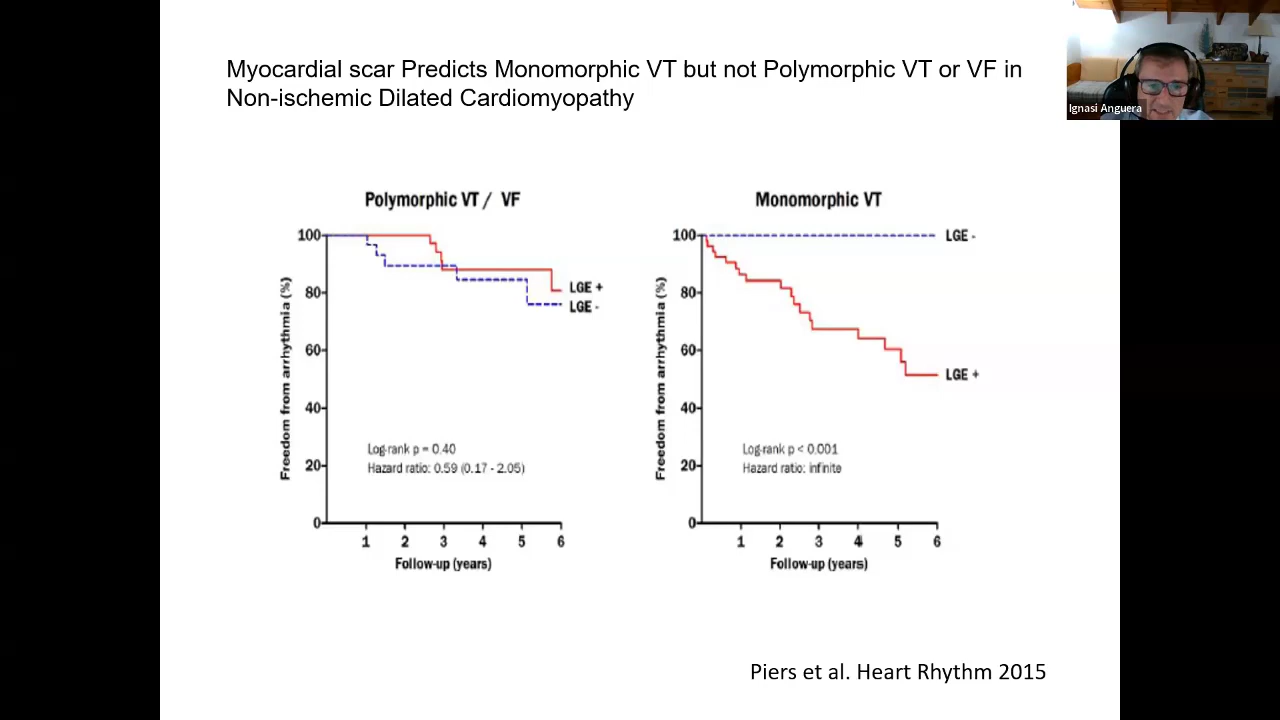 Myocardial scar Predicts Monomorphic VT but not Polymorphic VT or VF in
Non-ischemic Dilated Cardiomyopathy
Ignasi Anguera
Polymorphic VT / VF
100
80
60
40
20
0
Freedom from arrhythmia (%)
LGE +
LGE -
Log-rank p = 0.40
Hazard ratio: 0.59 (0.17 - 2.05)
1 2 3 4 5 6
Follow-up (years)
Monomorphic VT
100
80
60
40
20
0
Freedom from arrhythmia (%)
LGE -
LGE +
Log-rank p < 0.001
Hazard ratio: infinite
1 2 3 4 5 6
Follow-up (years)
Piers et al. Heart Rhythm 2015